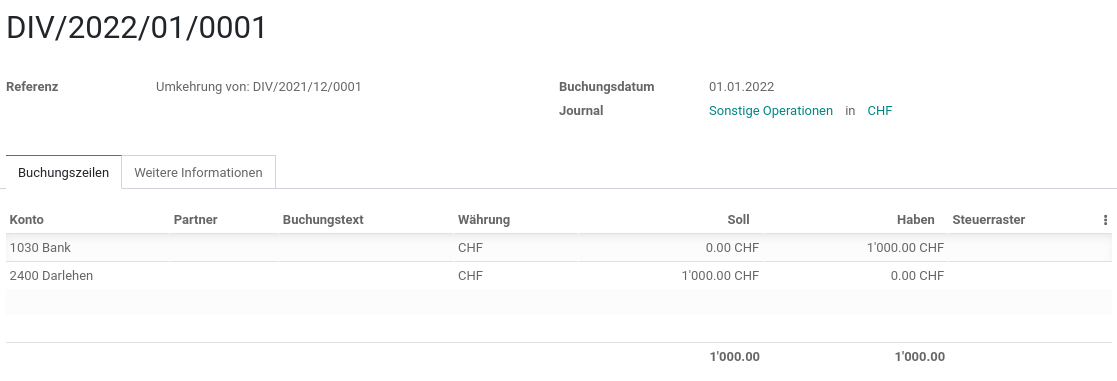 DIV/2022/01/0001
Referenz Umkehrung von: DIV/2021/12/0001 Buchungsdatum 01.01.2022
Journal Sonstige Operationen in CHF
Buchungszeilen Weitere Informationen
Konto Partner Buchungstext Währung Soll Haben Steuerraster
1030 Bank CHF 0.00 CHF 1'000.00 CHF
2400 Darlehen CHF 1'000.00 CHF 0.00 CHF
1'000.00 1'000.00